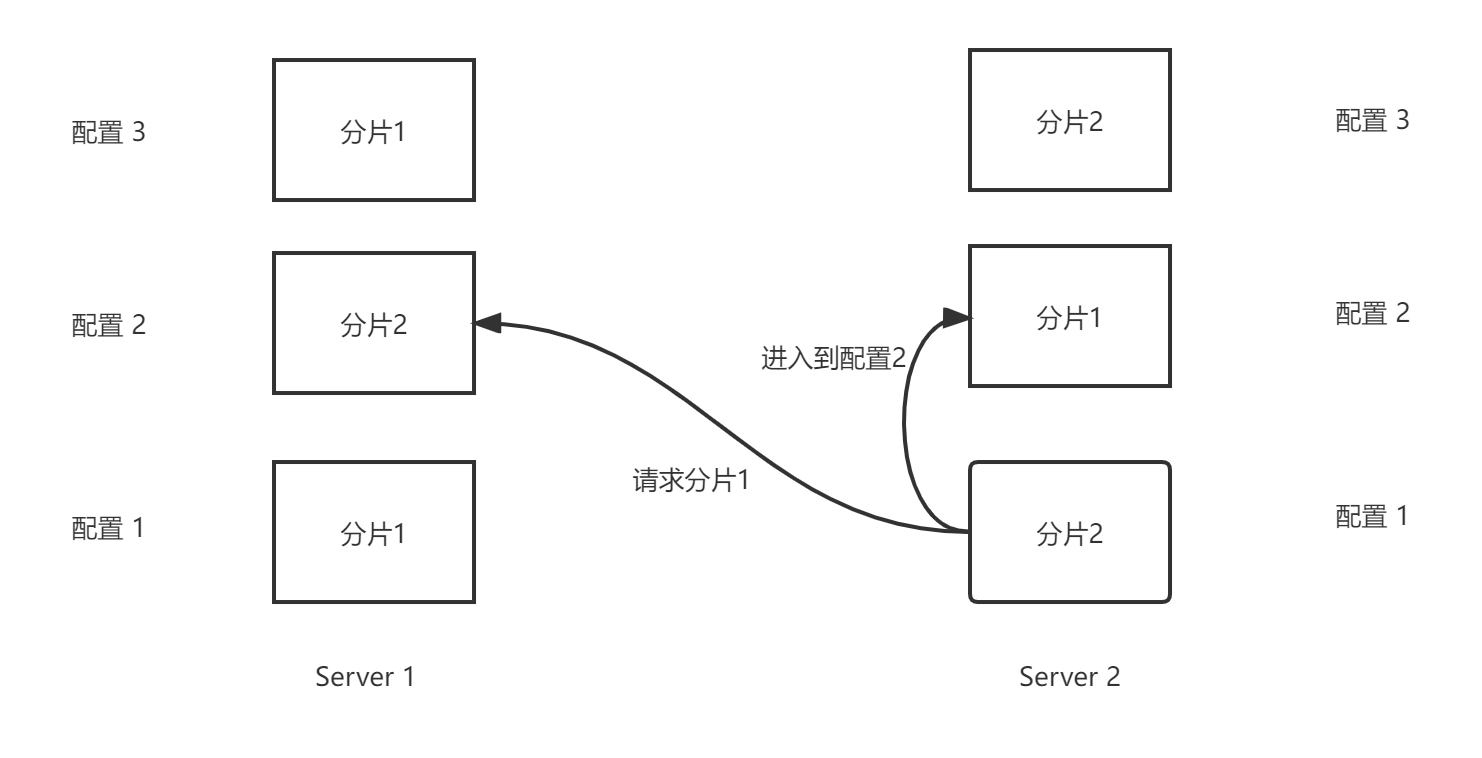 配置 3
分片1
分片2
配置 3
配置 2
分片2
进入到配置2
分片1
配置 2
请求分片1
配置 1
分片1
分片2
配置 1
Server 1
Server 2